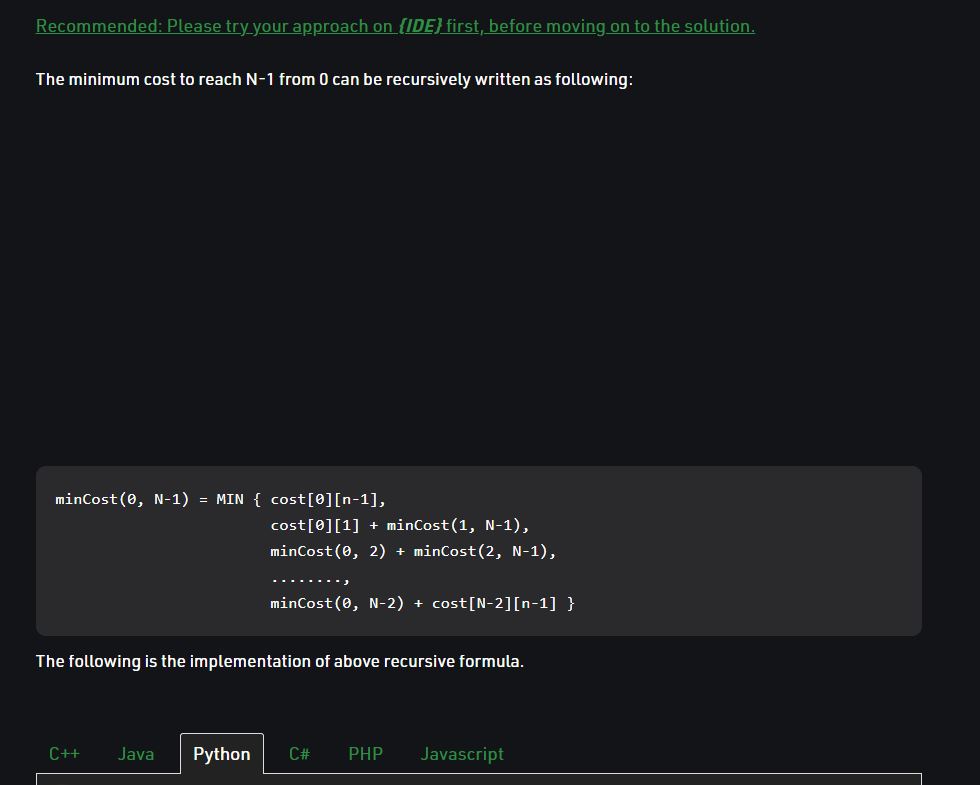 Recommended: Please try your approach on {IDE} first, before moving on to the solution.
The minimum cost to reach N-1 from 0 can be recursively written as following:
minCost(0, N-1) = MIN { cost[0][n-1],
cost[0][1] + minCost(1, N-1),
minCost(0, 2) + minCost(2, N-1),
........,
minCost(0, N-2) + cost[N-2][n-1] }
The following is the implementation of above recursive formula.
C++ Java Python C# PHP Javascript